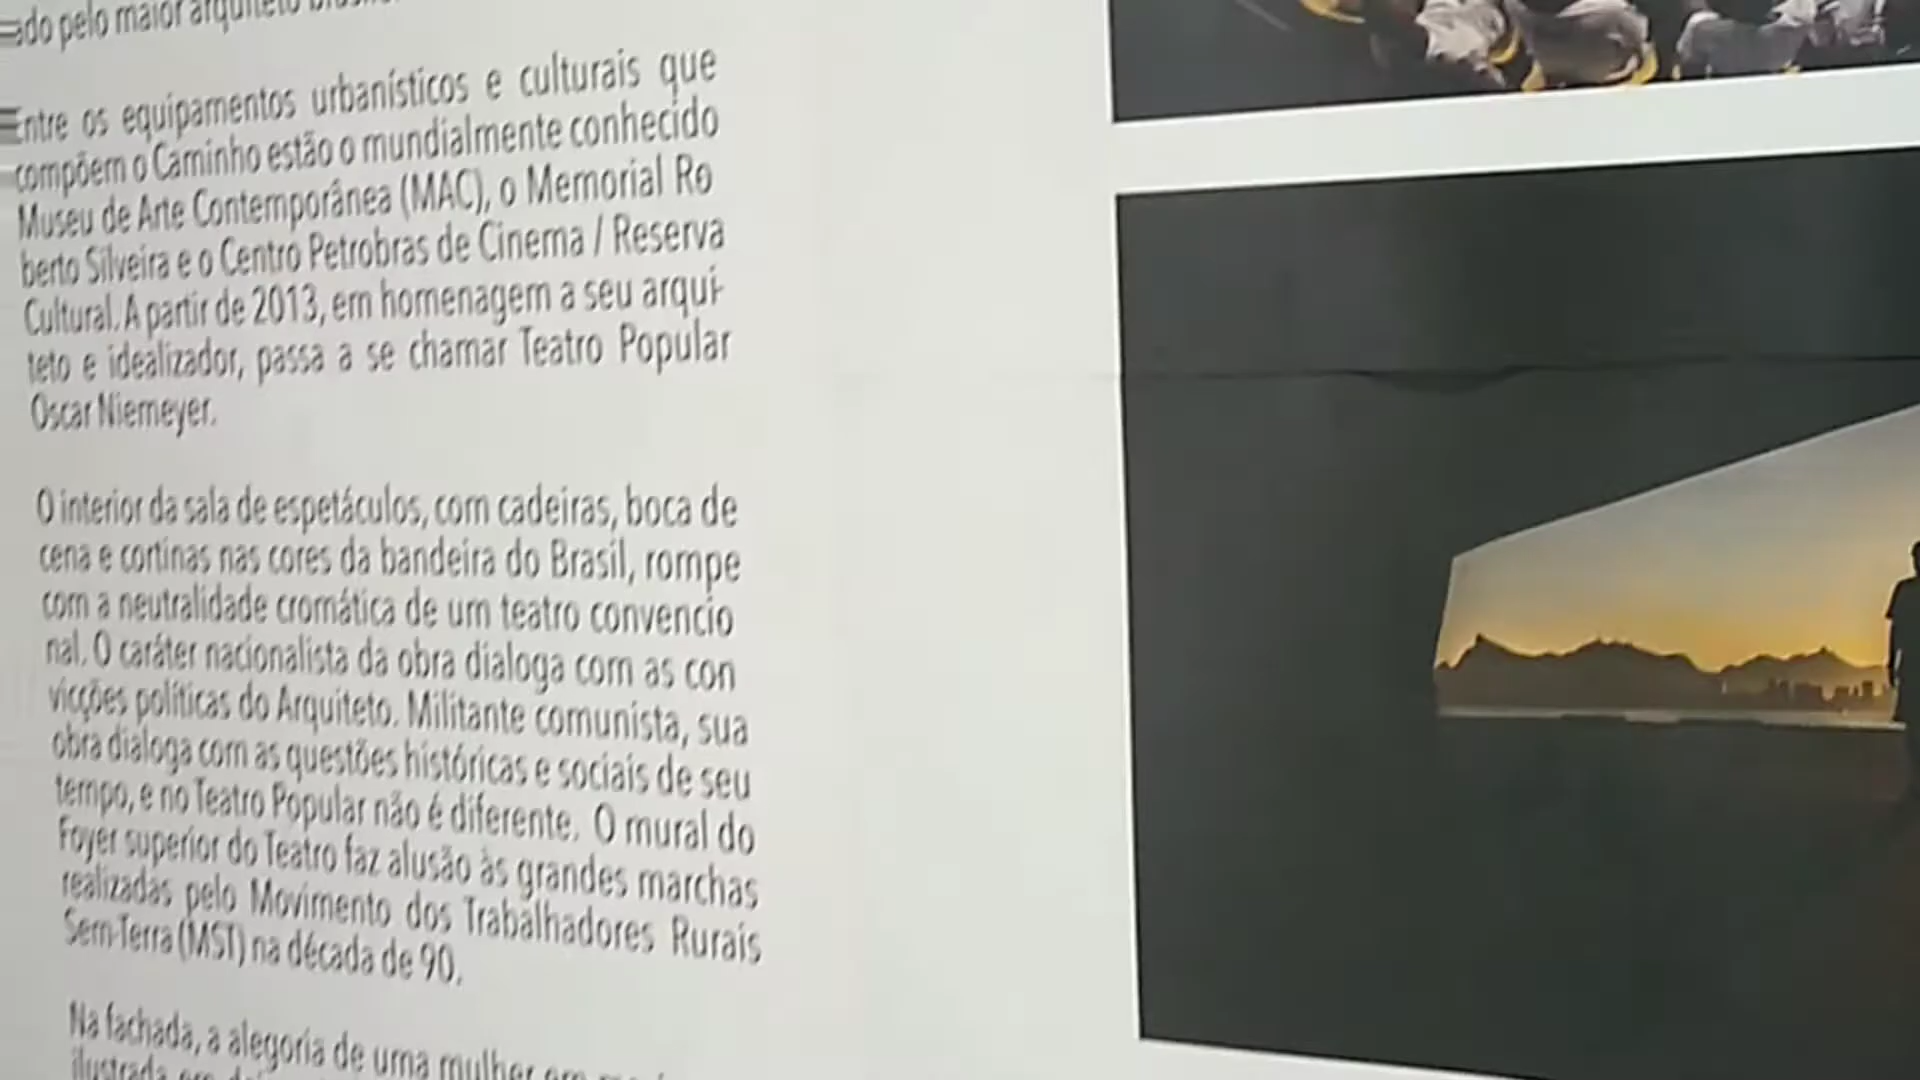 ado pelo maior arquiteto
Entre os equipamentos urbanísticos e culturais que
compõem o Caminho estão o mundialmente conhecido
Museu de Arte Contemporânea (MAC), o Memorial Ro
berto Silveira e o Centro Petrobras de Cinema / Reserva
Cultural. A partir de 2013, em homenagem a seu arqui-
teto e idealizador, passa a se chamar Teatro Popular
Oscar Niemeyer.
O interior da sala de espetáculos, com cadeiras, boca de
cena e cortinas nas cores da bandeira do Brasil, rompe
com a neutralidade cromática de um teatro convencio
nal. O caráter nacionalista da obra dialoga com as con
vicções políticas do Arquiteto. Militante comunista, sua
obra dialoga com as questões históricas e sociais de seu
tempo, e no Teatro Popular não é diferente. O mural do
Foyer superior do Teatro faz alusão às grandes marchas
realizadas pelo Movimento dos Trabalhadores Rurais
Sem-Terra (MST) na década de 90.
Na fachada, a alegoria de uma mulher em
ilustrada em